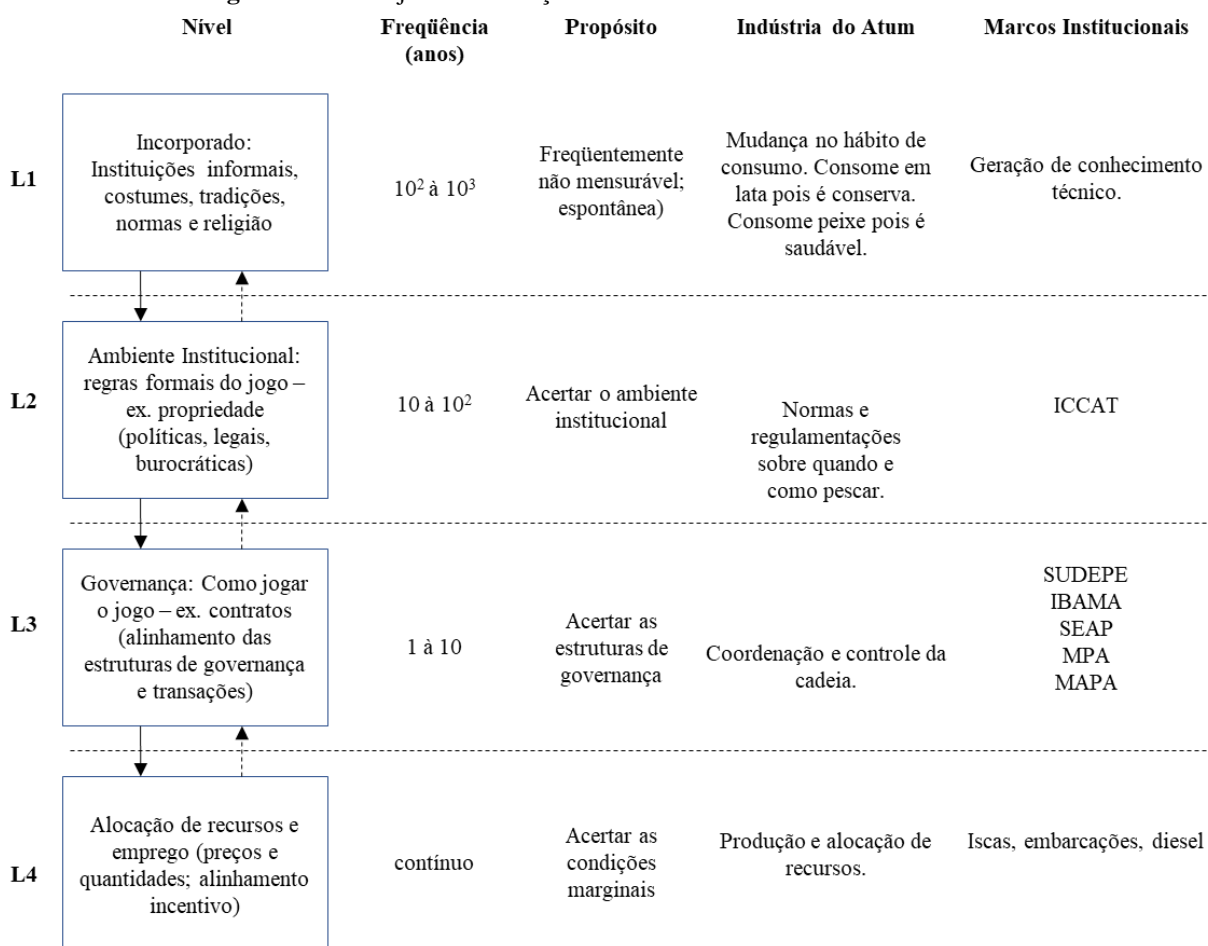 Nível
Freqüência
(anos)
Propósito
Indústria do Atum
Marcos Institucionais
L1
Incorporado:
Instituições informais,
costumes, tradições,
normas e religião
10² à 10³
Freqüentemente
não mensurável;
espontânea)
Mudança no hábito de
consumo. Consome em
lata pois é conserva.
Consome peixe pois é
saudável.
Geração de conhecimento
técnico.
L2
Ambiente Institucional:
regras formais do jogo –
ex. propriedade
(políticas, legais,
burocráticas)
10 à 10²
Acertar o ambiente
institucional
Normas e
regulamentações
sobre quando e
como pescar.
ICCAT
L3
Governança: Como jogar
o jogo – ex. contratos
(alinhamento das
estruturas de governança
e transações)
1 à 10
Acertar as
estruturas de
governança
Coordenação e controle da
cadeia.
SUDEPE
IBAMA
SEAP
MPA
MAPA
L4
Alocação de recursos e
emprego (preços e
quantidades; alinhamento
incentivo)
contínuo
Acertar as
condições
marginais
Produção e alocação de
recursos.
Iscas, embarcações, diesel